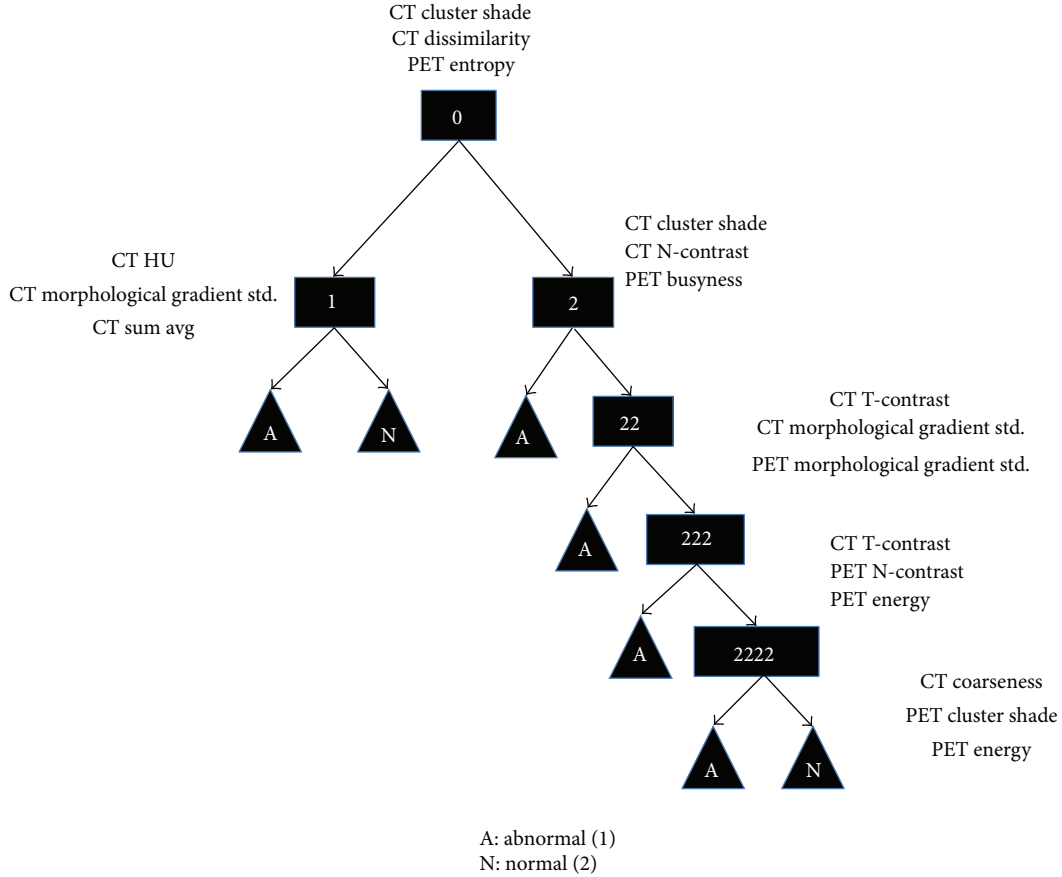 CT cluster shade
CT dissimilarity
PET entropy
0
CT cluster shade
CT N-contrast
PET busyness
CT HU
CT morphological gradient std.
CT sum avg
1
2
A
N
A
22
CT T-contrast
CT morphological gradient std.
PET morphological gradient std.
A
222
CT T-contrast
PET N-contrast
PET energy
A
2222
CT coarseness
PET cluster shade
PET energy
A
N
A: abnormal (1)
N: normal (2)